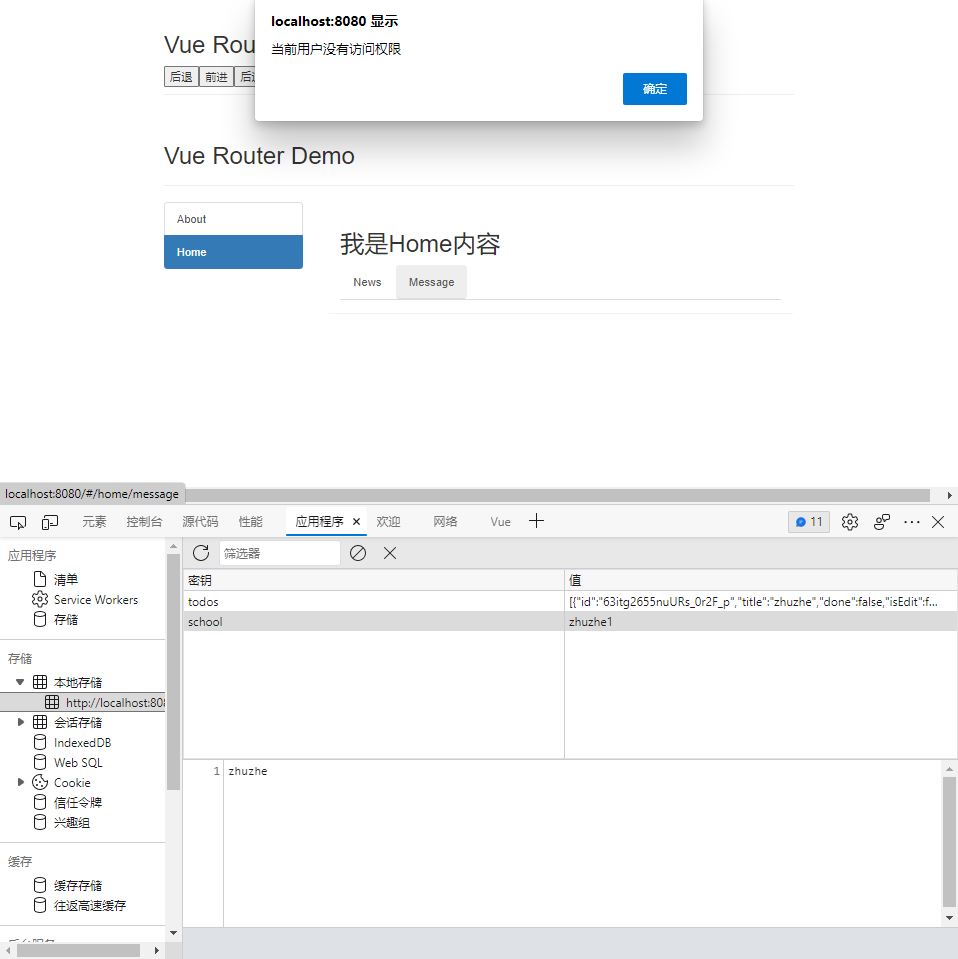 localhost:8080 显示
当前用户没有访问权限
确定
Vue Rou
后退 前进
Vue Router Demo
About
Home
我是Home内容
News Message
localhost:8080/#/home/message
元素 控制台 源代码 性能 应用程序 欢迎 网络 Vue 11
应用程序
清单
Service Workers
存储
存储
本地存储
http://localhost:808
会话存储
IndexedDB
Web SQL
Cookie
信任令牌
兴趣组
缓存
缓存存储
往返高速缓存
筛选器
密钥 值
todos [{"id":"63itg2655nuURs_0r2F_p","title":"zhuzhe","done":false,"isEdit":f...
school zhuzhe1
1 zhuzhe